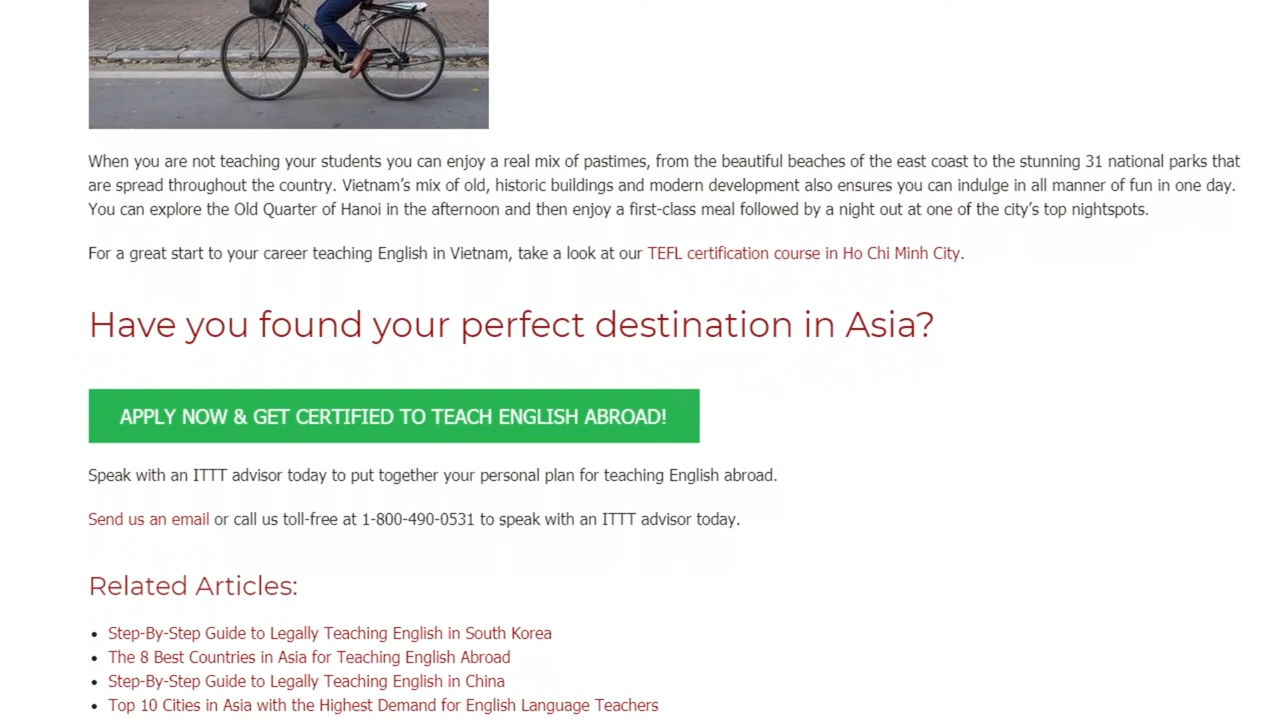 When you are not teaching your students you can enjoy a real mix of pastimes, from the beautiful beaches of the east coast to the stunning 31 national parks that
are spread throughout the country. Vietnam’s mix of old, historic buildings and modern development also ensures you can indulge in all manner of fun in one day.
You can explore the Old Quarter of Hanoi in the afternoon and then enjoy a first-class meal followed by a night out at one of the city’s top nightspots.
For a great start to your career teaching English in Vietnam, take a look at our TEFL certification course in Ho Chi Minh City.
Have you found your perfect destination in Asia?
APPLY NOW & GET CERTIFIED TO TEACH ENGLISH ABROAD!
Speak with an ITTT advisor today to put together your personal plan for teaching English abroad.
Send us an email or call us toll-free at 1-800-490-0531 to speak with an ITTT advisor today.
Related Articles:
• Step-By-Step Guide to Legally Teaching English in South Korea
• The 8 Best Countries in Asia for Teaching English Abroad
• Step-By-Step Guide to Legally Teaching English in China
• Top 10 Cities in Asia with the Highest Demand for English Language Teachers